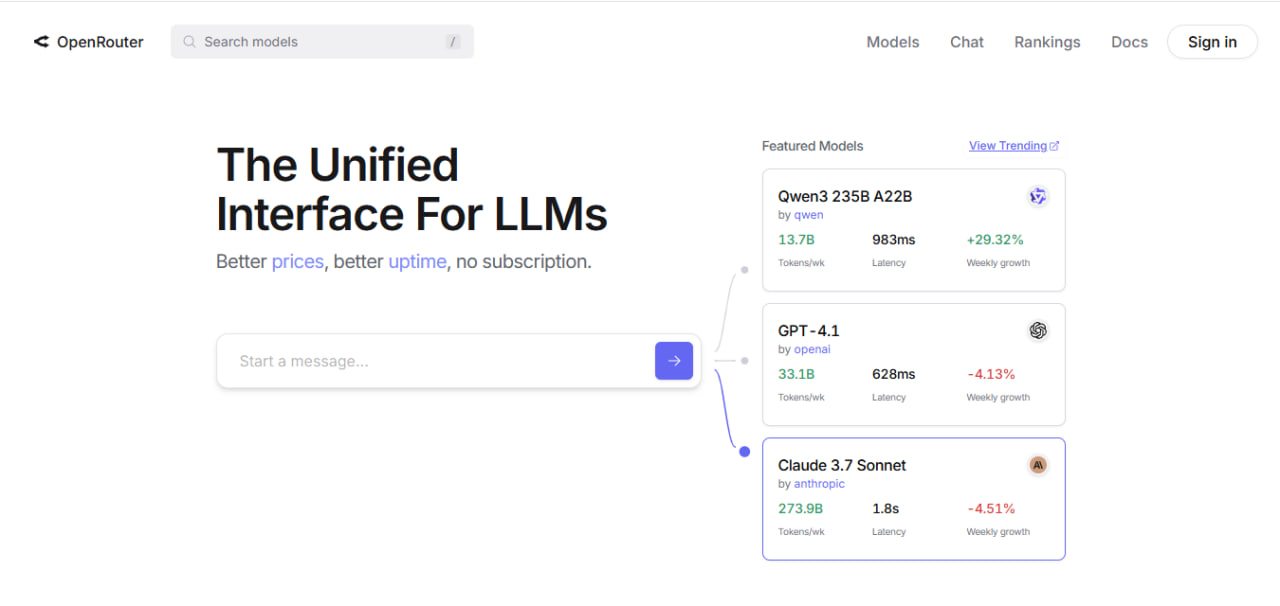 OpenRouter
Search models
/
Models
Chat
Rankings
Docs
Sign in
The Unified
Interface For LLMs
Better prices, better uptime, no subscription.
Start a message...
Featured Models
View Trending
Qwen3 235B A22B
by qwen
13.7B 983ms +29.32%
Tokens/wk Latency Weekly growth
GPT-4.1
by openai
33.1B 628ms -4.13%
Tokens/wk Latency Weekly growth
Claude 3.7 Sonnet
by anthropic
273.9B 1.8s -4.51%
Tokens/wk Latency Weekly growth